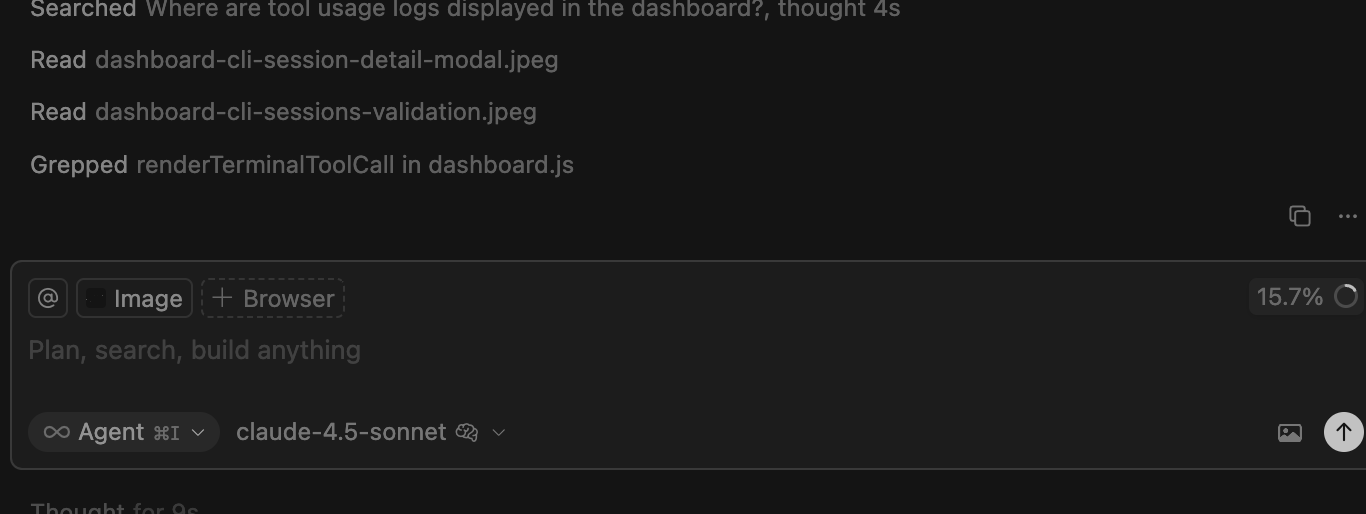 Searched Where are tool usage logs displayed in the dashboard?, thought 4s
Read dashboard-cli-session-detail-modal.jpeg
Read dashboard-cli-sessions-validation.jpeg
Grepped renderTerminalToolCall in dashboard.js
@ Image + Browser 15.7%
Plan, search, build anything
Agent ⌘I claude-4.5-sonnet
Thought for 9s